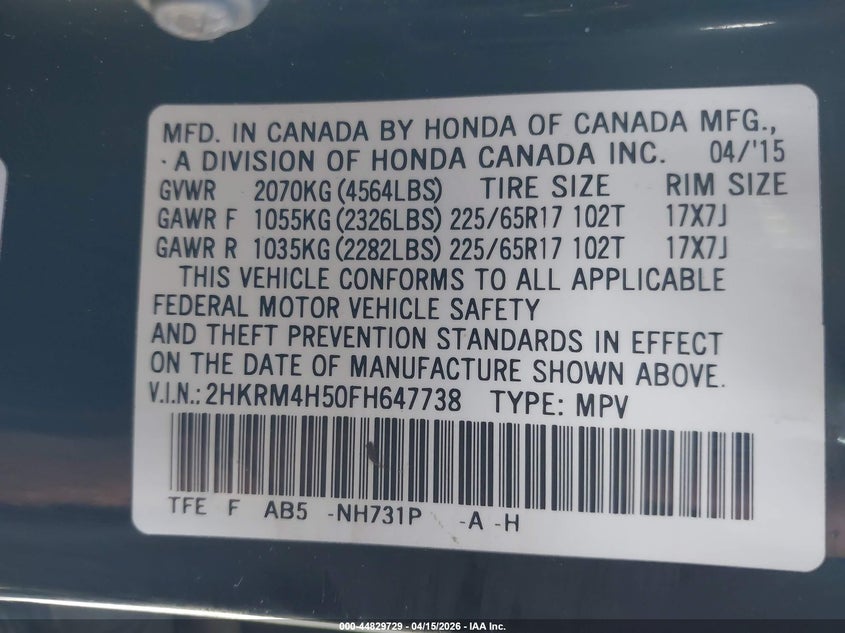 MFD. IN CANADA BY HONDA OF CANADA MFG.,
· A DIVISION OF HONDA CANADA INC. 04/'15
GVWR 2070KG (4564LBS) TIRE SIZE RIM SIZE
GAWR F 1055KG (2326LBS) 225/65R17 102T 17X7J
GAWR R 1035KG (2282LBS) 225/65R17 102T 17X7J
THIS VEHICLE CONFORMS TO ALL APPLICABLE
FEDERAL MOTOR VEHICLE SAFETY
AND THEFT PREVENTION STANDARDS IN EFFECT
ON THE DATE OF MANUFACTURE SHOWN ABOVE.
V.I.N.: 2HKRM4H50FH647738 TYPE: MPV
TFE F AB5 -NH731P -A -H
000-44829729 - 04/15/2026 - IAA Inc.